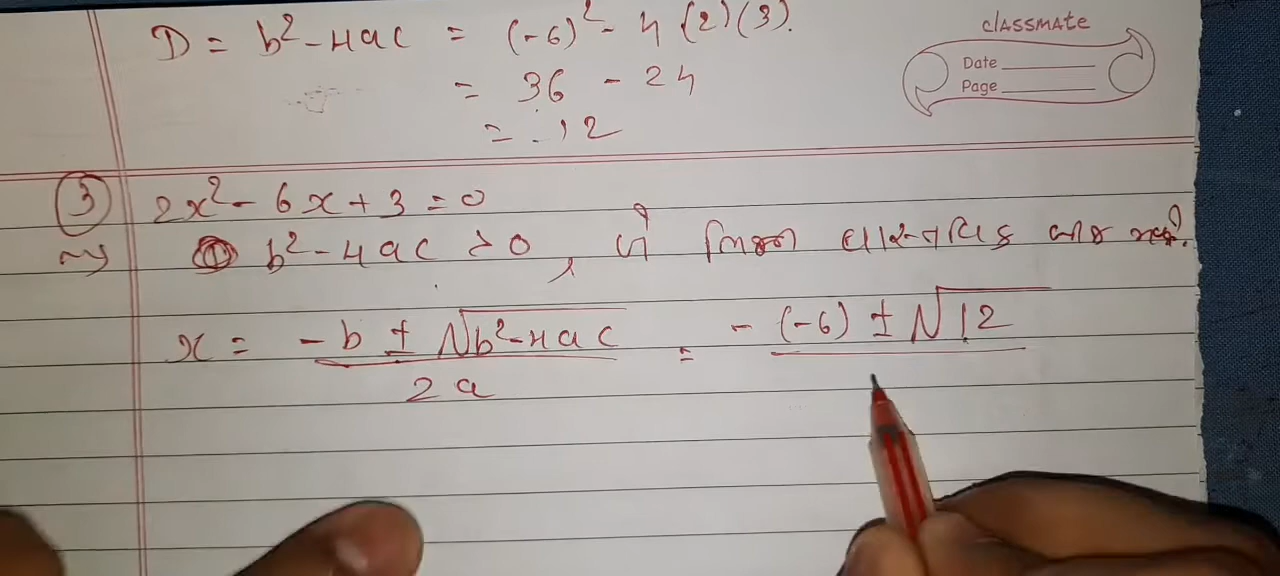 D = b² - 4ac = (-6)² - 4 (2)(3).
= 36 - 24
= 12
classmate
Date
Page
③ 2x² - 6x + 3 = 0
b² - 4ac > 0,
x = -b ± √b²-4ac / 2a = -(-6) ± √12